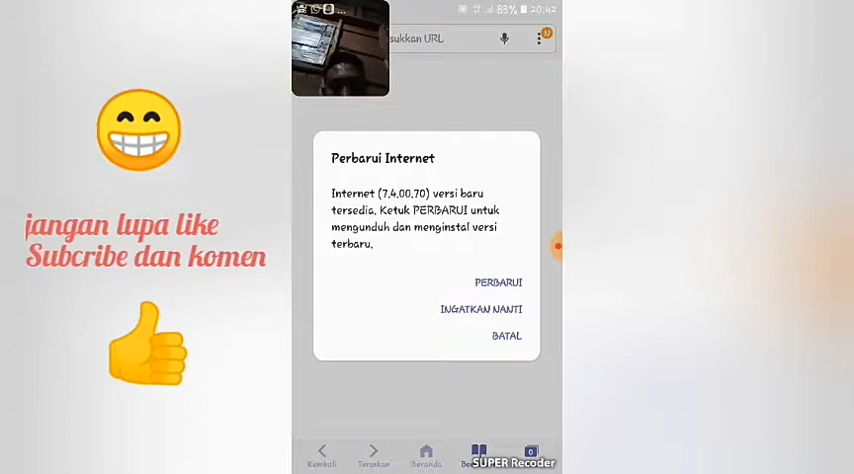 83% 20:42
sukkan URL
Perbarui Internet
Internet (7.4.00.70) versi baru
tersedia. Ketuk PERBARUI untuk
mengunduh dan menginstal versi
terbaru.
PERBARUI
INGATKAN NANTI
BATAL
jangan lupa like
Subcribe dan komen
Kembali
Teruskan
Beranda
0
SUPER Recoder